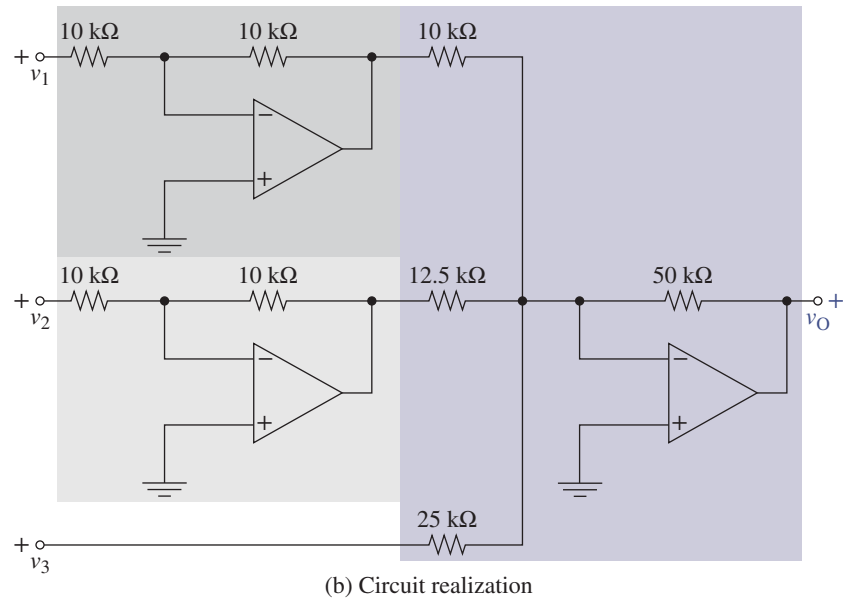 10 kΩ 10 kΩ 10 kΩ
+ v1
−
+
10 kΩ 10 kΩ 12.5 kΩ 50 kΩ
+ v2 vO +
− −
+ +
25 kΩ
+ v3
(b) Circuit realization